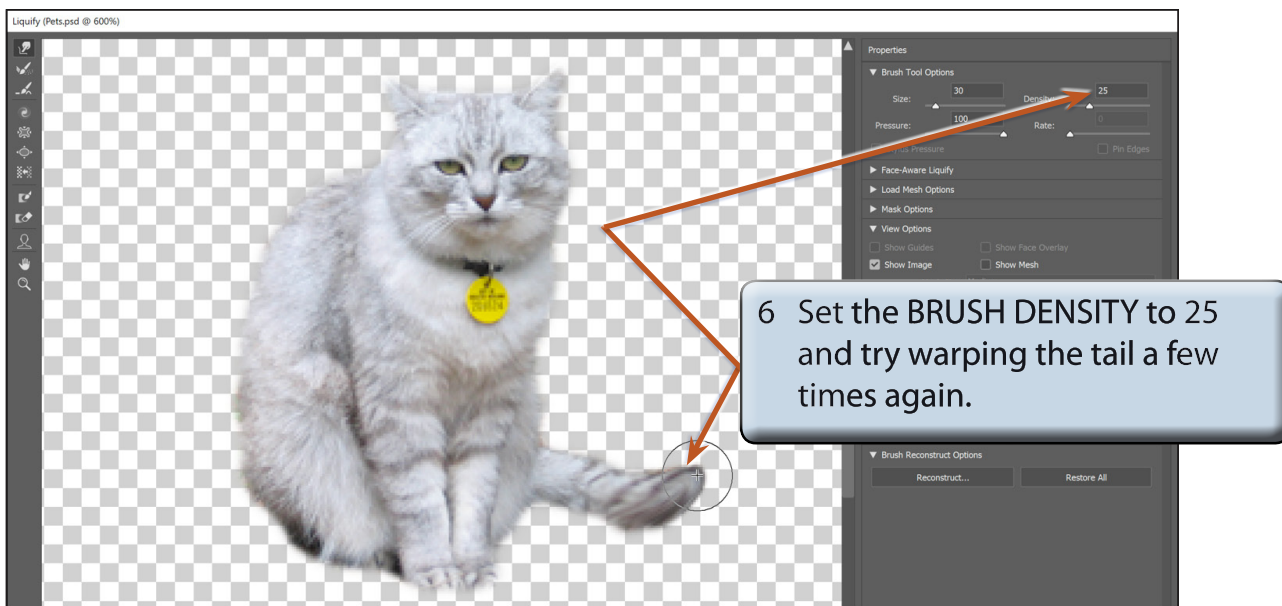 Liquify (Pets.psd @ 600%)
Properties
Brush Tool Options
Size: 30
Density: 25
Pressure: 100
Rate: 0
Pressure
Pin Edges
Face-Aware Liquify
Load Mesh Options
Mask Options
View Options
Show Guides
Show Face Overlay
Show Image
Show Mesh
6 Set the BRUSH DENSITY to 25
and try warping the tail a few
times again.
Brush Reconstruct Options
Reconstruct...
Restore All